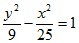 y²/9 − x²/25 = 1